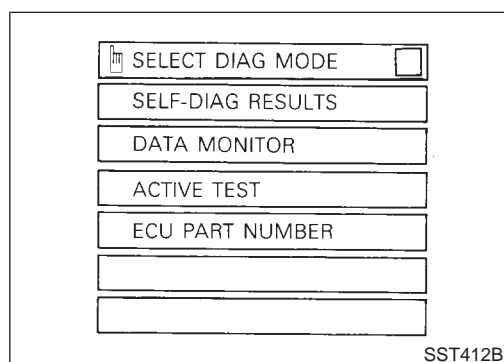 SELECT DIAG MODE
SELF-DIAG RESULTS
DATA MONITOR
ACTIVE TEST
ECU PART NUMBER
SST412B